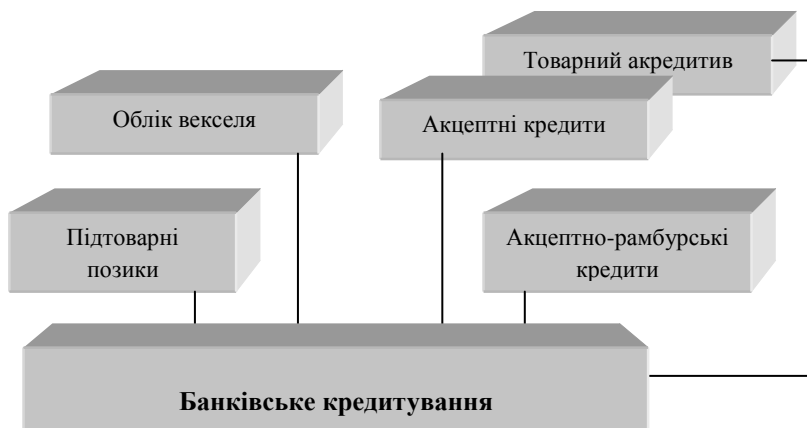 Товарний акредитив
Облік векселя
Акцептні кредити
Підтоварні
позики
Акцептно-рамбурські
кредити
Банківське кредитування